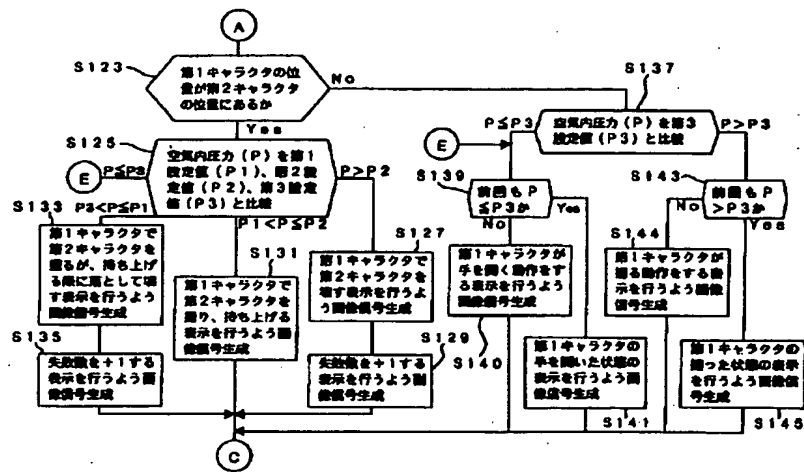 A
S123
第1キャラクタの位
置が第2キャラクタ
の位置にあるか
No
Yes
S137
空気内圧力(P)を第3
設定値(P3)と比較
P≦P3
P>P3
E
S125
空気内圧力(P)を第1
設定値(P1)、第2設
定値(P2)、第3設定
値(P3)と比較
E
P≦P3
P3<P≦P1
P1<P≦P2
P>P2
S139
前回もP
≦P3か
No
Yes
S143
前回もP
>P3か
No
Yes
S133
第1キャラクタで
第2キャラクタを
握るが、持ち上げる
際に落として壊
す表示を行うよう
画像信号生成
S131
第1キャラクタで
第2キャラクタを
握り、持ち上げる
表示を行うよう画
像信号生成
S127
第1キャラクタで
第2キャラクタを
壊す表示を行うよ
う画像信号生成
S140
第1キャラクタが
手を開く動作をす
る表示を行うよう
画像信号生成
S144
第1キャラクタが
握る動作をする表
示を行うよう画像
信号生成
S135
失敗数を+1する
表示を行うよう画
像信号生成
S129
失敗数を+1する
表示を行うよう画
像信号生成
第1キャラクタの
手を開いた状態の
表示を行うよう画
像信号生成
S141
第1キャラクタの
握った状態の表示
を行うよう画像信
号生成
S145
C